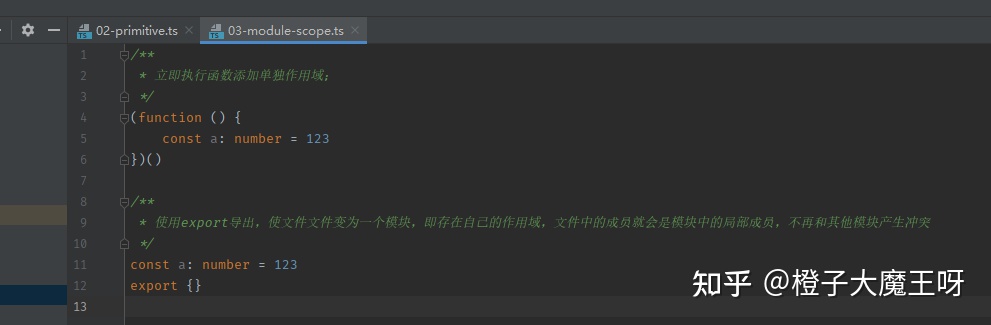 02-primitive.ts
03-module-scope.ts
1 /**
2 * 立即执行函数添加单独作用域;
3 */
4 (function () {
5 const a: number = 123
6 })()
7
8 /**
9 * 使用export导出，使文件文件变为一个模块，即存在自己的作用域，文件中的成员就会是模块中的局部成员，不再和其他模块产生冲突
10 */
11 const a: number = 123
12 export {}
13
知乎 @橙子大魔王呀